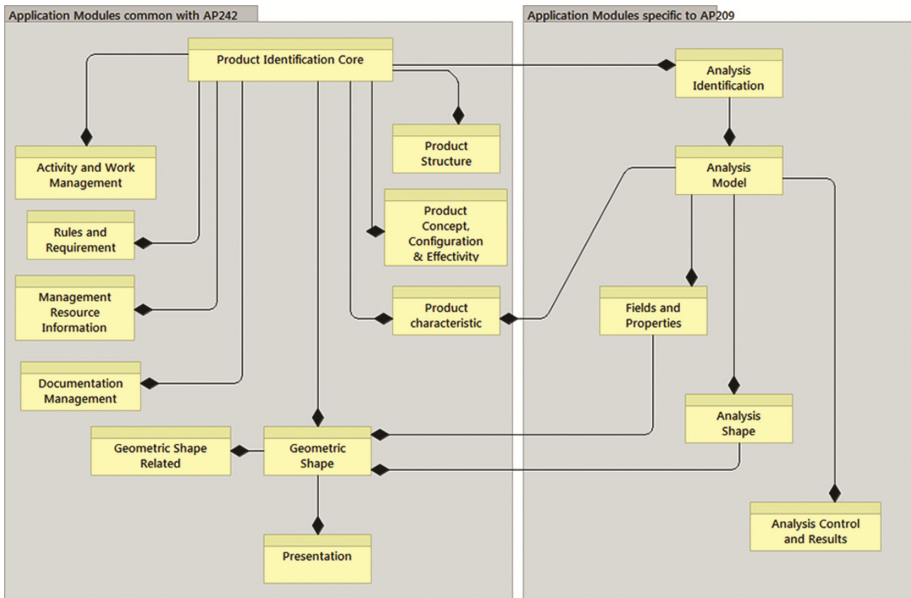 Application Modules common with AP242
Application Modules specific to AP209
Product Identification Core
Analysis
Identification
Product
Structure
Activity and Work
Management
Analysis
Model
Product
Concept,
Configuration
& Effectivity
Rules and
Requirement
Management
Resource
Information
Product
characteristic
Fields and
Properties
Documentation
Management
Analysis
Shape
Geometric Shape
Related
Geometric
Shape
Analysis Control
and Results
Presentation